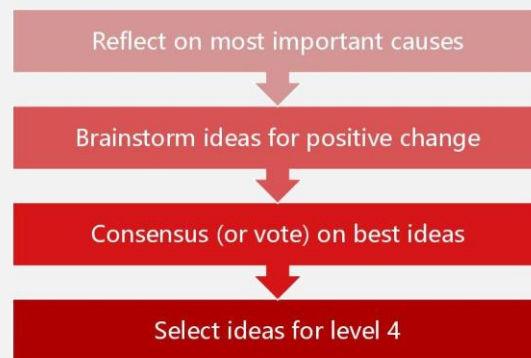 Reflect on most important causes
Brainstorm ideas for positive change
Consensus (or vote) on best ideas
Select ideas for level 4